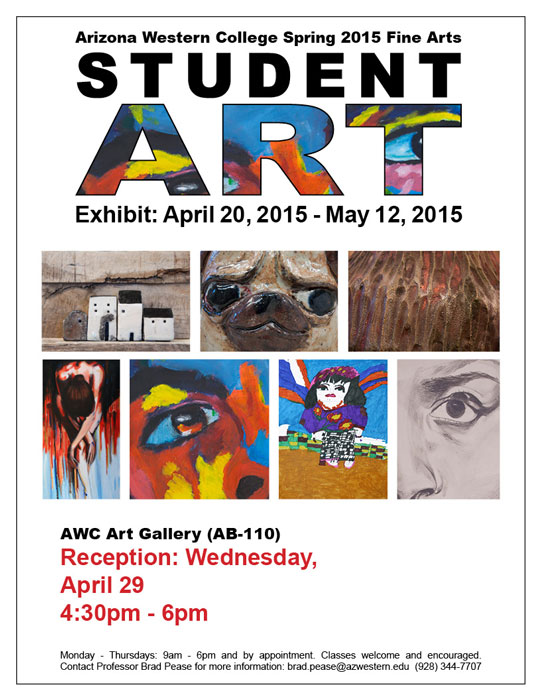 Arizona Western College Spring 2015 Fine Arts
STUDENT
ART
Exhibit: April 20, 2015 - May 12, 2015
AWC Art Gallery (AB-110)
Reception: Wednesday,
April 29
4:30pm - 6pm
Monday - Thursdays: 9am - 6pm and by appointment. Classes welcome and encouraged.
Contact Professor Brad Pease for more information: brad.pease@azwestern.edu (928) 344-7707